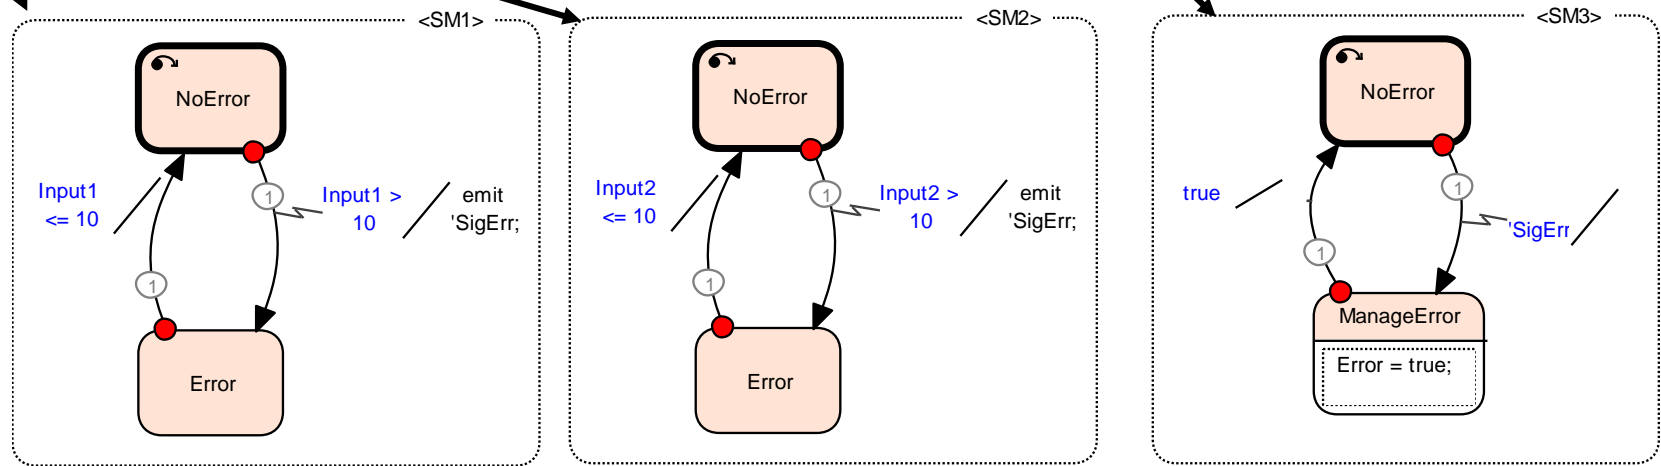 <SM1>
NoError
Input1
<= 10
1
Input1 >
10
emit
'SigErr;
1
Error
<SM2>
NoError
Input2
<= 10
1
Input2 >
10
emit
'SigErr;
1
Error
<SM3>
NoError
true
1
'SigErr
1
ManageError
Error = true;